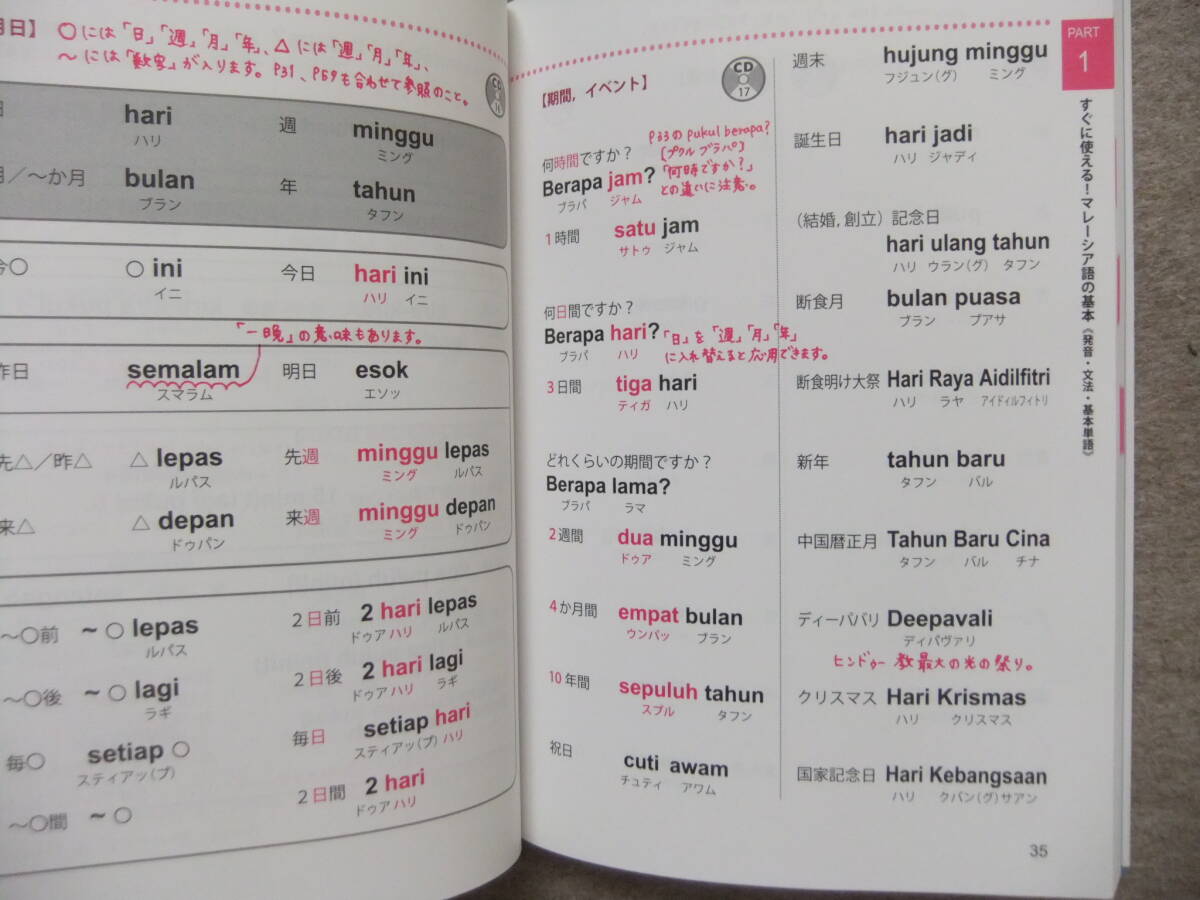 月日】 〇には「日」「週」「月」「年」、△には「週」「月」「年」、
〜には「数字」が入ります。P31、P69も合わせて参照のこと。
CD
16
日 hari 週 minggu
ハリ ミング
月／〜か月 bulan 年 tahun
ブラン タフン
今〇 〇 ini 今日 hari ini
イニ ハリ イニ
「一晩」の意味もあります。
昨日 semalam 明日 esok
スマラム エソッ
先△／昨△ △ lepas 先週 minggu lepas
ルパス ミング ルパス
来△ △ depan 来週 minggu depan
ドゥパン ミング ドゥパン
〜〇前 〜 〇 lepas 2日前 2 hari lepas
ルパス ドゥア ハリ ルパス
〜〇後 〜 〇 lagi 2日後 2 hari lagi
ラギ ドゥア ハリ ラギ
毎〇 setiap 〇 毎日 setiap hari
スティアッ(プ) スティアッ(プ) ハリ
〜〇間 〜 〇 2日間 2 hari
ドゥア ハリ
【期間，イベント】
CD
17
P33のpukul berapa?
[プクル ブラパ]
「何時ですか？」
との違いに注意。
何時間ですか？
Berapa jam?
ブラパ ジャム
1時間 satu jam
サトゥ ジャム
何日間ですか？
Berapa hari?
ブラパ ハリ
「日」を「週」「月」「年」
に入れ替えると応用できます。
3日間 tiga hari
ティガ ハリ
どれくらいの期間ですか？
Berapa lama?
ブラパ ラマ
2週間 dua minggu
ドゥア ミング
4か月間 empat bulan
ウンパッ ブラン
10年間 sepuluh tahun
スプル タフン
祝日 cuti awam
チュティ アワム
週末 hujung minggu
フジュン(グ) ミング
誕生日 hari jadi
ハリ ジャディ
（結婚，創立）記念日
hari ulang tahun
ハリ ウラン(グ) タフン
断食月 bulan puasa
ブラン プアサ
断食明け大祭 Hari Raya Aidilfitri
ハリ ラヤ アイディルフィトリ
新年 tahun baru
タフン バル
中国暦正月 Tahun Baru Cina
タフン バル チナ
ディーパバリ Deepavali
ディパヴァリ
ヒンドゥー教最大の光の祭り。
クリスマス Hari Krismas
ハリ クリスマス
国家記念日 Hari Kebangsaan
ハリ クバン(グ)サアン
35
PART
1
すぐに使える！マレーシア語の基本《発音・文法・基本単語》